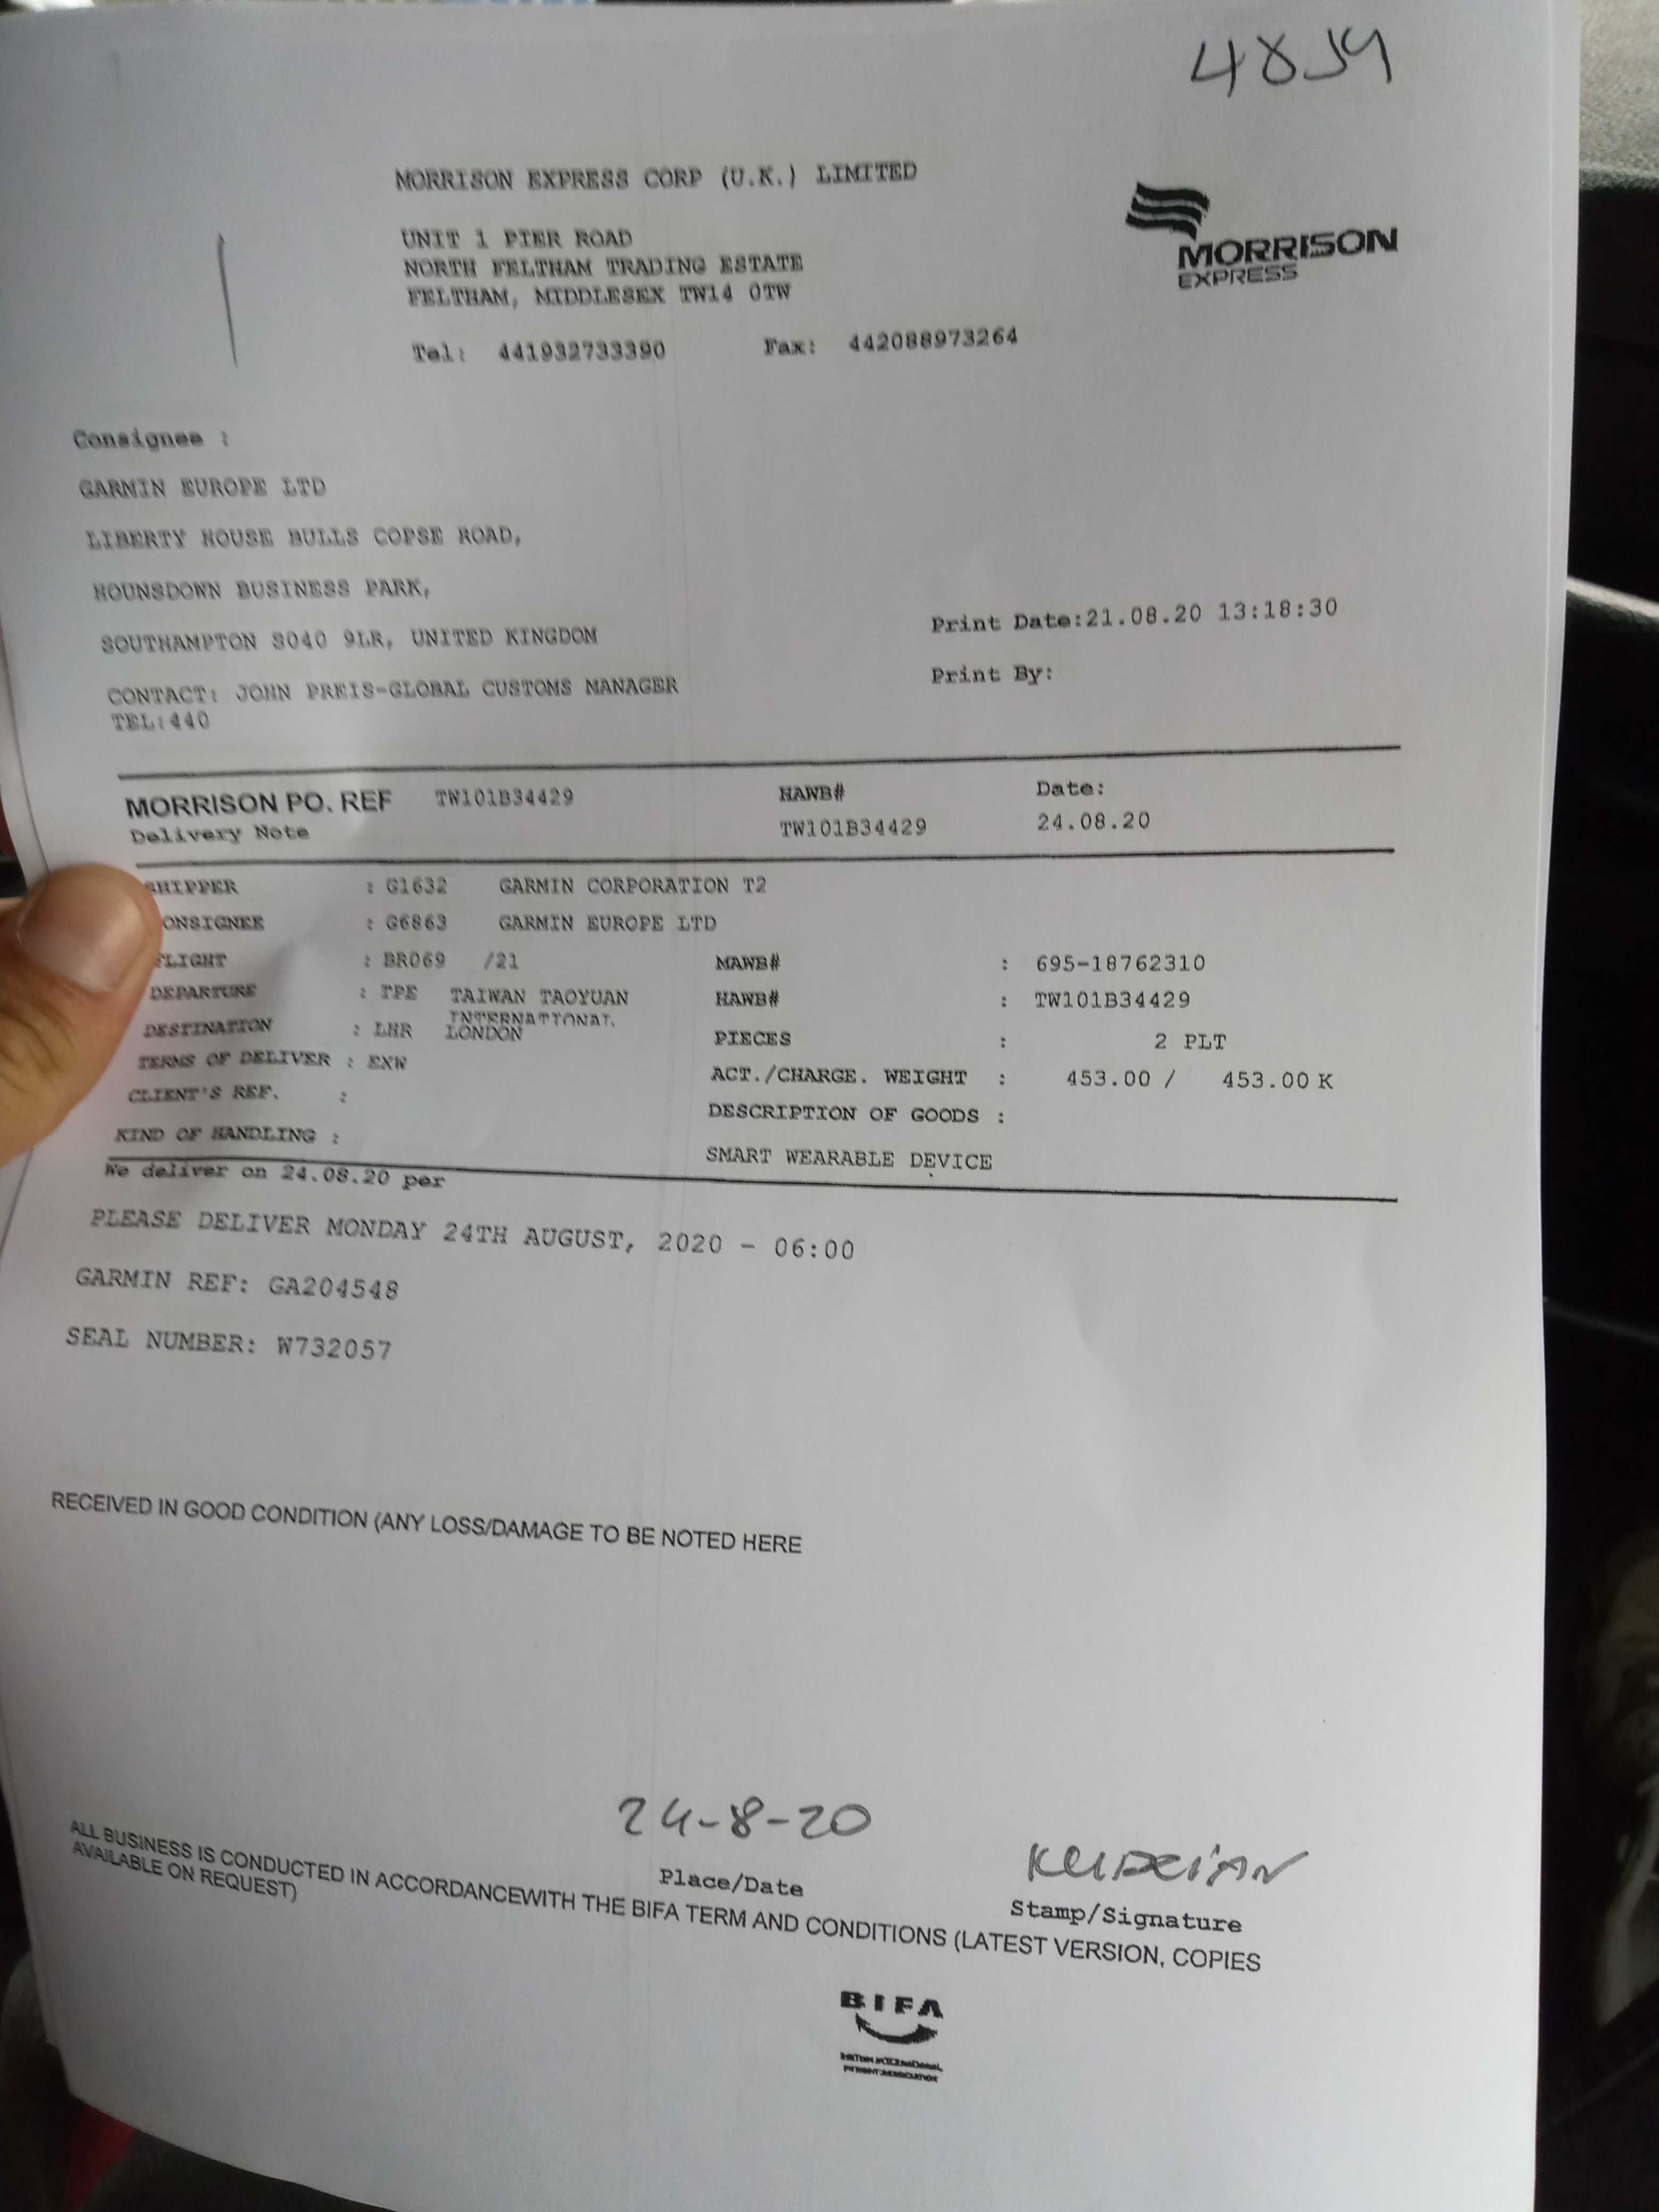 MORRISON EXPRESS CORP (U.K.) LIMITED
UNIT 1 PIER ROAD
NORTH FELTHAM TRADING ESTATE
FELTHAM, MIDDLESEX TW14 0TW
Tel: 441932733390 Fax: 442088973264
MORRISON
EXPRESS
Consignee :
GARMIN EUROPE LTD
LIBERTY HOUSE BULLS COPSE ROAD,
HOUNSDOWN BUSINESS PARK,
SOUTHAMPTON SO40 9LR, UNITED KINGDOM
CONTACT: JOHN PREIS-GLOBAL CUSTOMS MANAGER
TEL:440
Print Date:21.08.20 13:18:30
Print By:
MORRISON PO. REF TW101B34429 HAWB# Date:
Delivery Note TW101B34429 24.08.20
SHIPPER : G1632 GARMIN CORPORATION T2
ONSIGNEE : G6863 GARMIN EUROPE LTD
FLIGHT : BR069 /21 MAWB# : 695-18762310
DEPARTURE : TPE TAIWAN TAOYUAN INTERNATIONAL HAWB# : TW101B34429
DESTINATION : LHR LONDON PIECES : 2 PLT
TERMS OF DELIVER : EXW ACT./CHARGE. WEIGHT : 453.00 / 453.00 K
CLIENT'S REF. : DESCRIPTION OF GOODS :
KIND OF HANDLING : SMART WEARABLE DEVICE
We deliver on 24.08.20 per
PLEASE DELIVER MONDAY 24TH AUGUST, 2020 - 06:00
GARMIN REF: GA204548
SEAL NUMBER: W732057
RECEIVED IN GOOD CONDITION (ANY LOSS/DAMAGE TO BE NOTED HERE
24-8-20
Place/Date
Stamp/Signature
ALL BUSINESS IS CONDUCTED IN ACCORDANCEWITH THE BIFA TERM AND CONDITIONS (LATEST VERSION, COPIES
AVAILABLE ON REQUEST)
BIFA